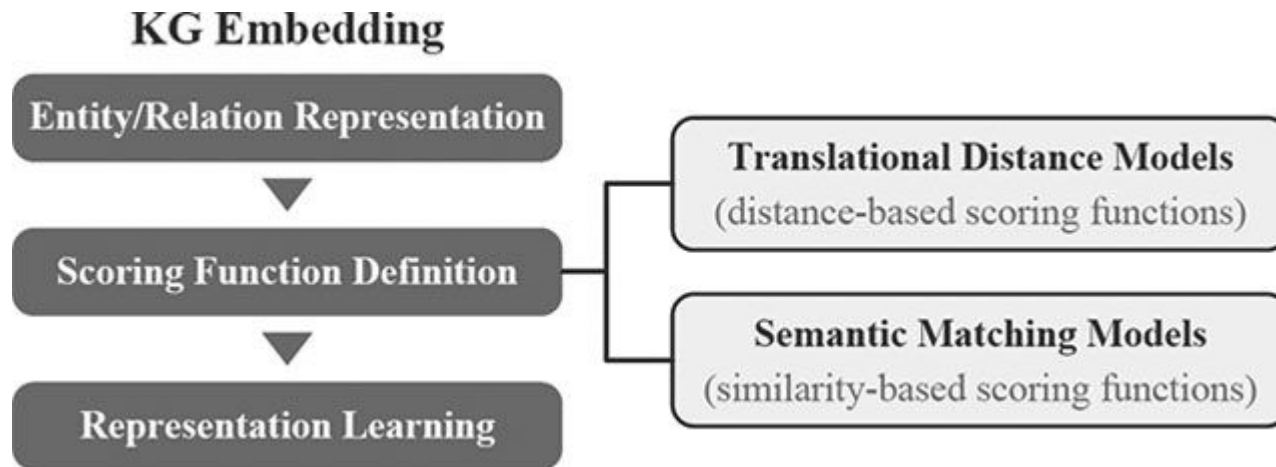 KG Embedding
Entity/Relation Representation
Scoring Function Definition
Representation Learning
Translational Distance Models
(distance-based scoring functions)
Semantic Matching Models
(similarity-based scoring functions)